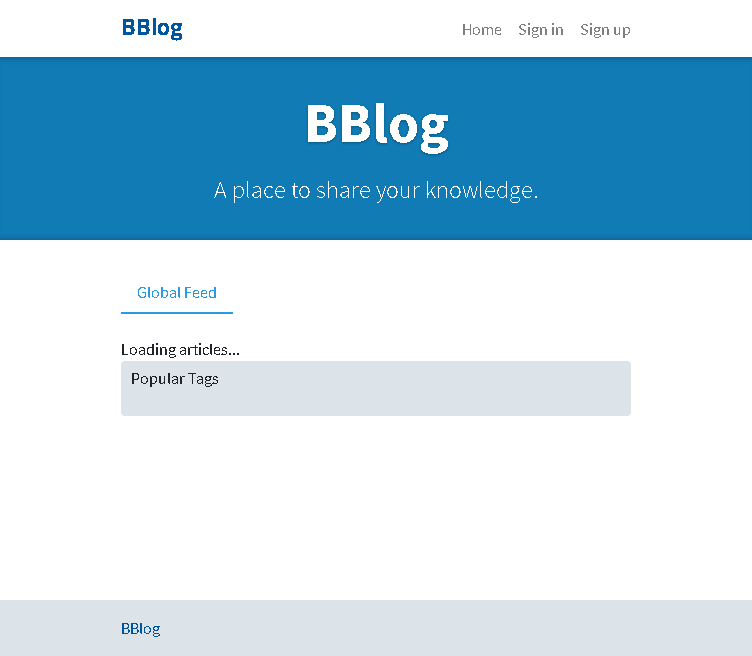 BBlog
Home Sign in Sign up
BBlog
A place to share your knowledge.
Global Feed
Loading articles...
Popular Tags
BBlog